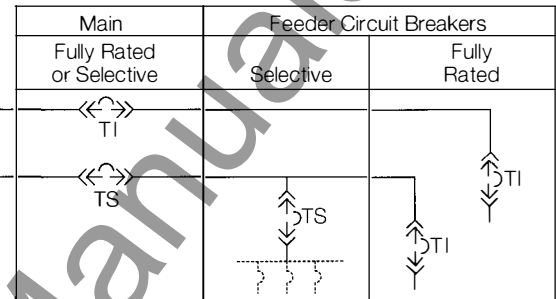 Main
Feeder Circuit Breakers
Fully Rated
or Selective
Selective
Fully
Rated
TI
TS
TS
TI
TI